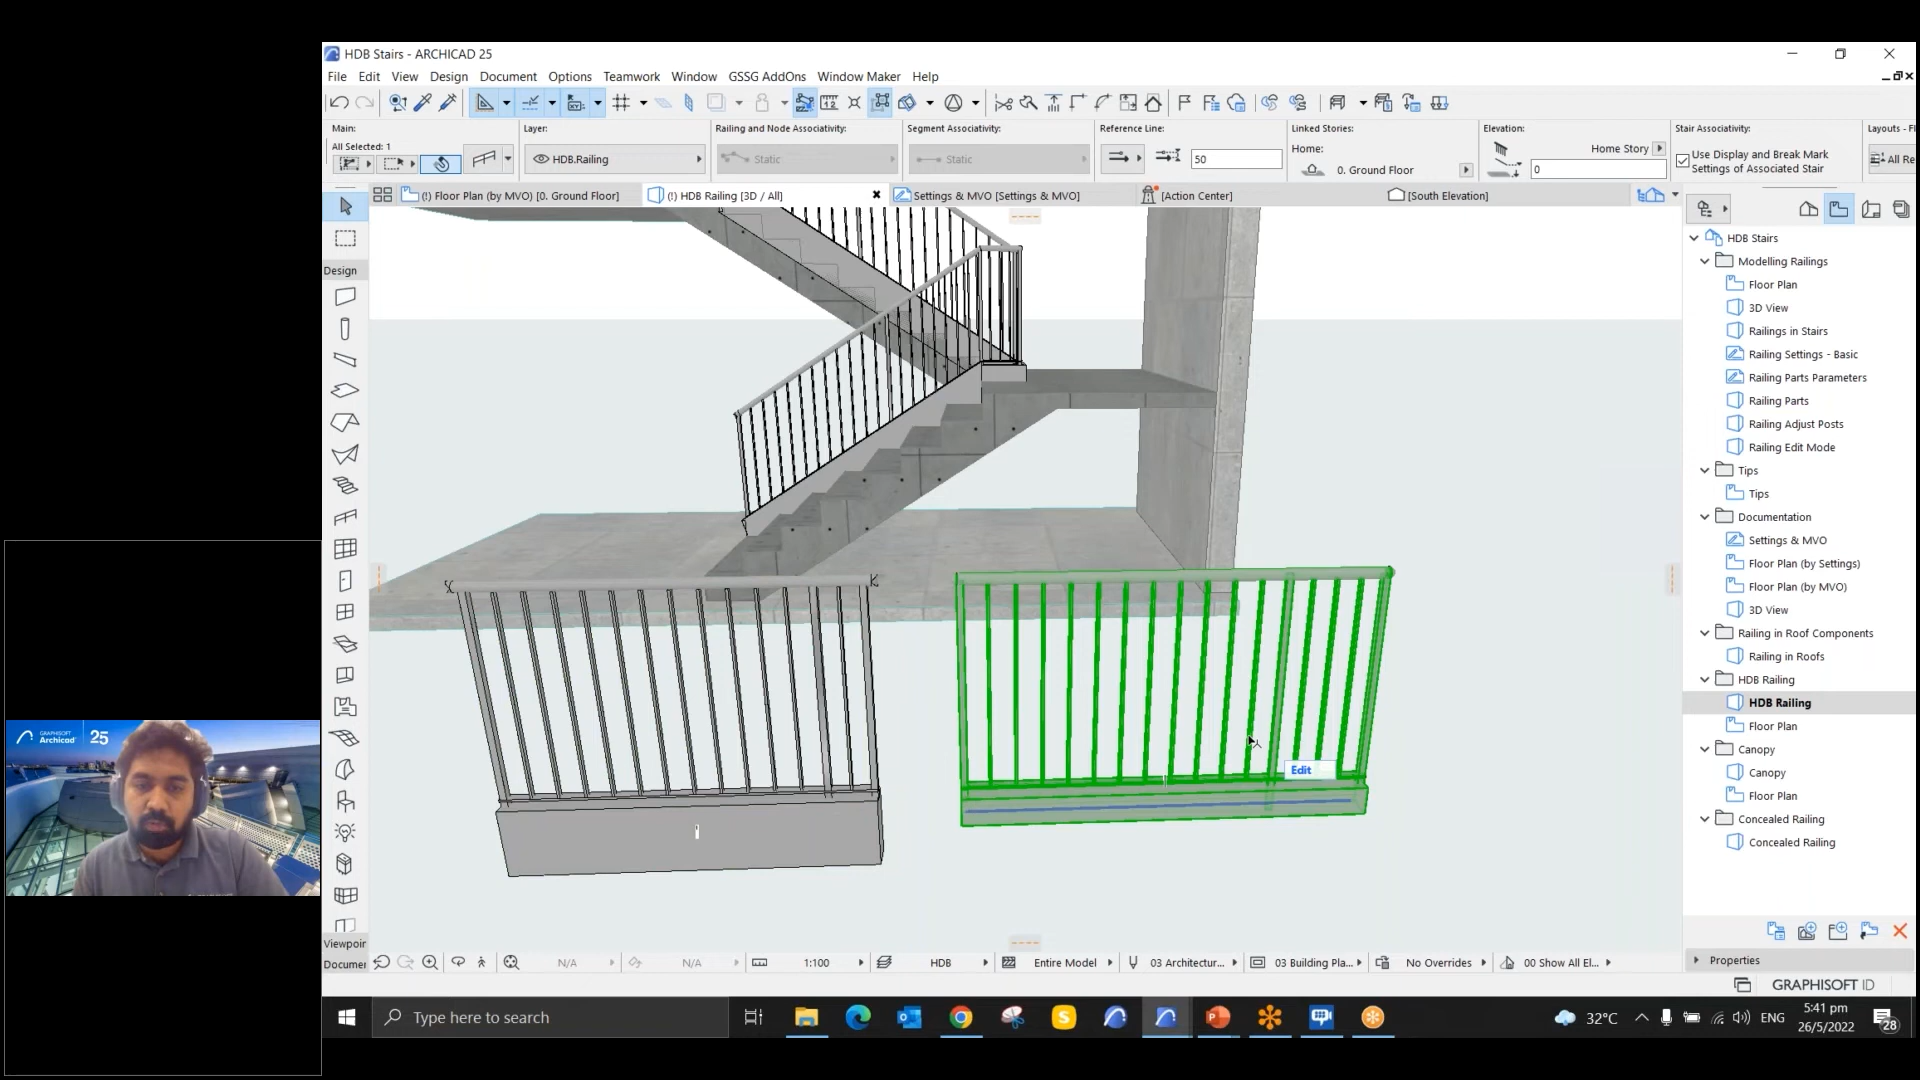 HDB Stairs - ARCHICAD 25
File Edit View Design Document Options Teamwork Window GSSG AddOns Window Maker Help
Main: Layer: Railing and Node Associativity: Segment Associativity: Reference Line: Linked Stories: Elevation: Stair Associativity: Layouts - Fl
All Selected: 1 HDB.Railing Static Static 50 Home: 0. Ground Floor Home Story 0 Use Display and Break Mark Settings of Associated Stair All Re
(!) Floor Plan (by MVO) [0. Ground Floor] (!) HDB Railing [3D / All] Settings & MVO [Settings & MVO] [Action Center] [South Elevation]
Design
Edit
HDB Stairs
Modelling Railings
Floor Plan
3D View
Railings in Stairs
Railing Settings - Basic
Railing Parts Parameters
Railing Parts
Railing Adjust Posts
Railing Edit Mode
Tips
Tips
Documentation
Settings & MVO
Floor Plan (by Settings)
Floor Plan (by MVO)
3D View
Railing in Roof Components
Railing in Roofs
HDB Railing
HDB Railing
Floor Plan
Canopy
Canopy
Floor Plan
Concealed Railing
Concealed Railing
GRAPHISOFT
Archicad 25
Viewpoir
Documer
N/A N/A 1:100 HDB Entire Model 03 Architectur... 03 Building Pla... No Overrides 00 Show All El...
Properties
GRAPHISOFT ID
Type here to search
32°C ENG 5:41 pm
26/5/2022 28